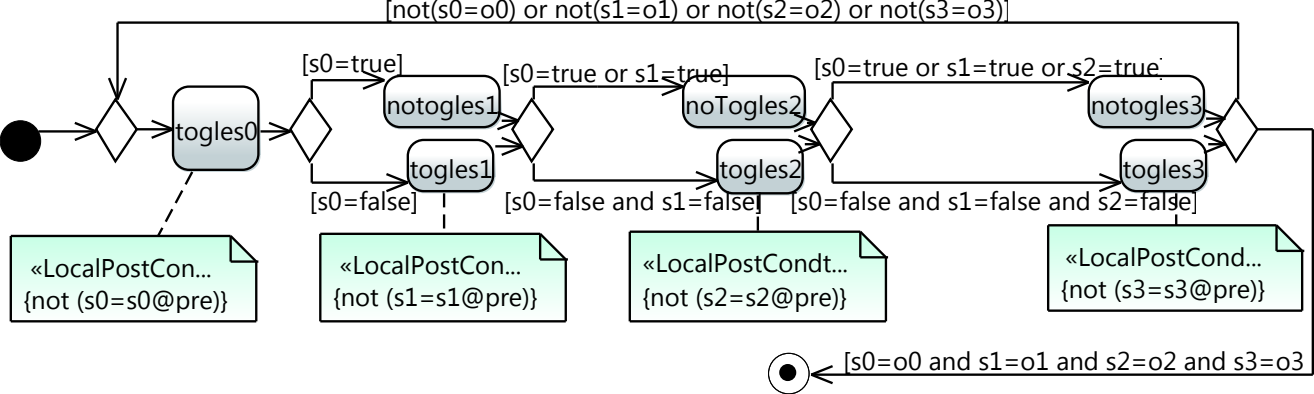 [not(s0=o0) or not(s1=o1) or not(s2=o2) or not(s3=o3)]
[s0=true]
[s0=true or s1=true]
[s0=true or s1=true or s2=true]
togles0
notogles1
noTogles2
notogles3
togles1
togles2
togles3
[s0=false]
[s0=false and s1=false]
[s0=false and s1=false and s2=false]
«LocalPostCon...
{not (s0=s0@pre)}
«LocalPostCon...
{not (s1=s1@pre)}
«LocalPostCondt...
{not (s2=s2@pre)}
«LocalPostCond...
{not (s3=s3@pre)}
[s0=o0 and s1=o1 and s2=o2 and s3=o3